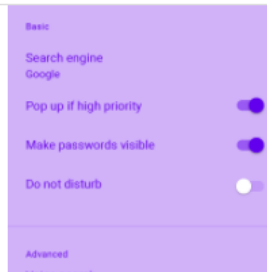 Basic
Search engine
Google
Pop up if high priority
Make passwords visible
Do not disturb
Advanced